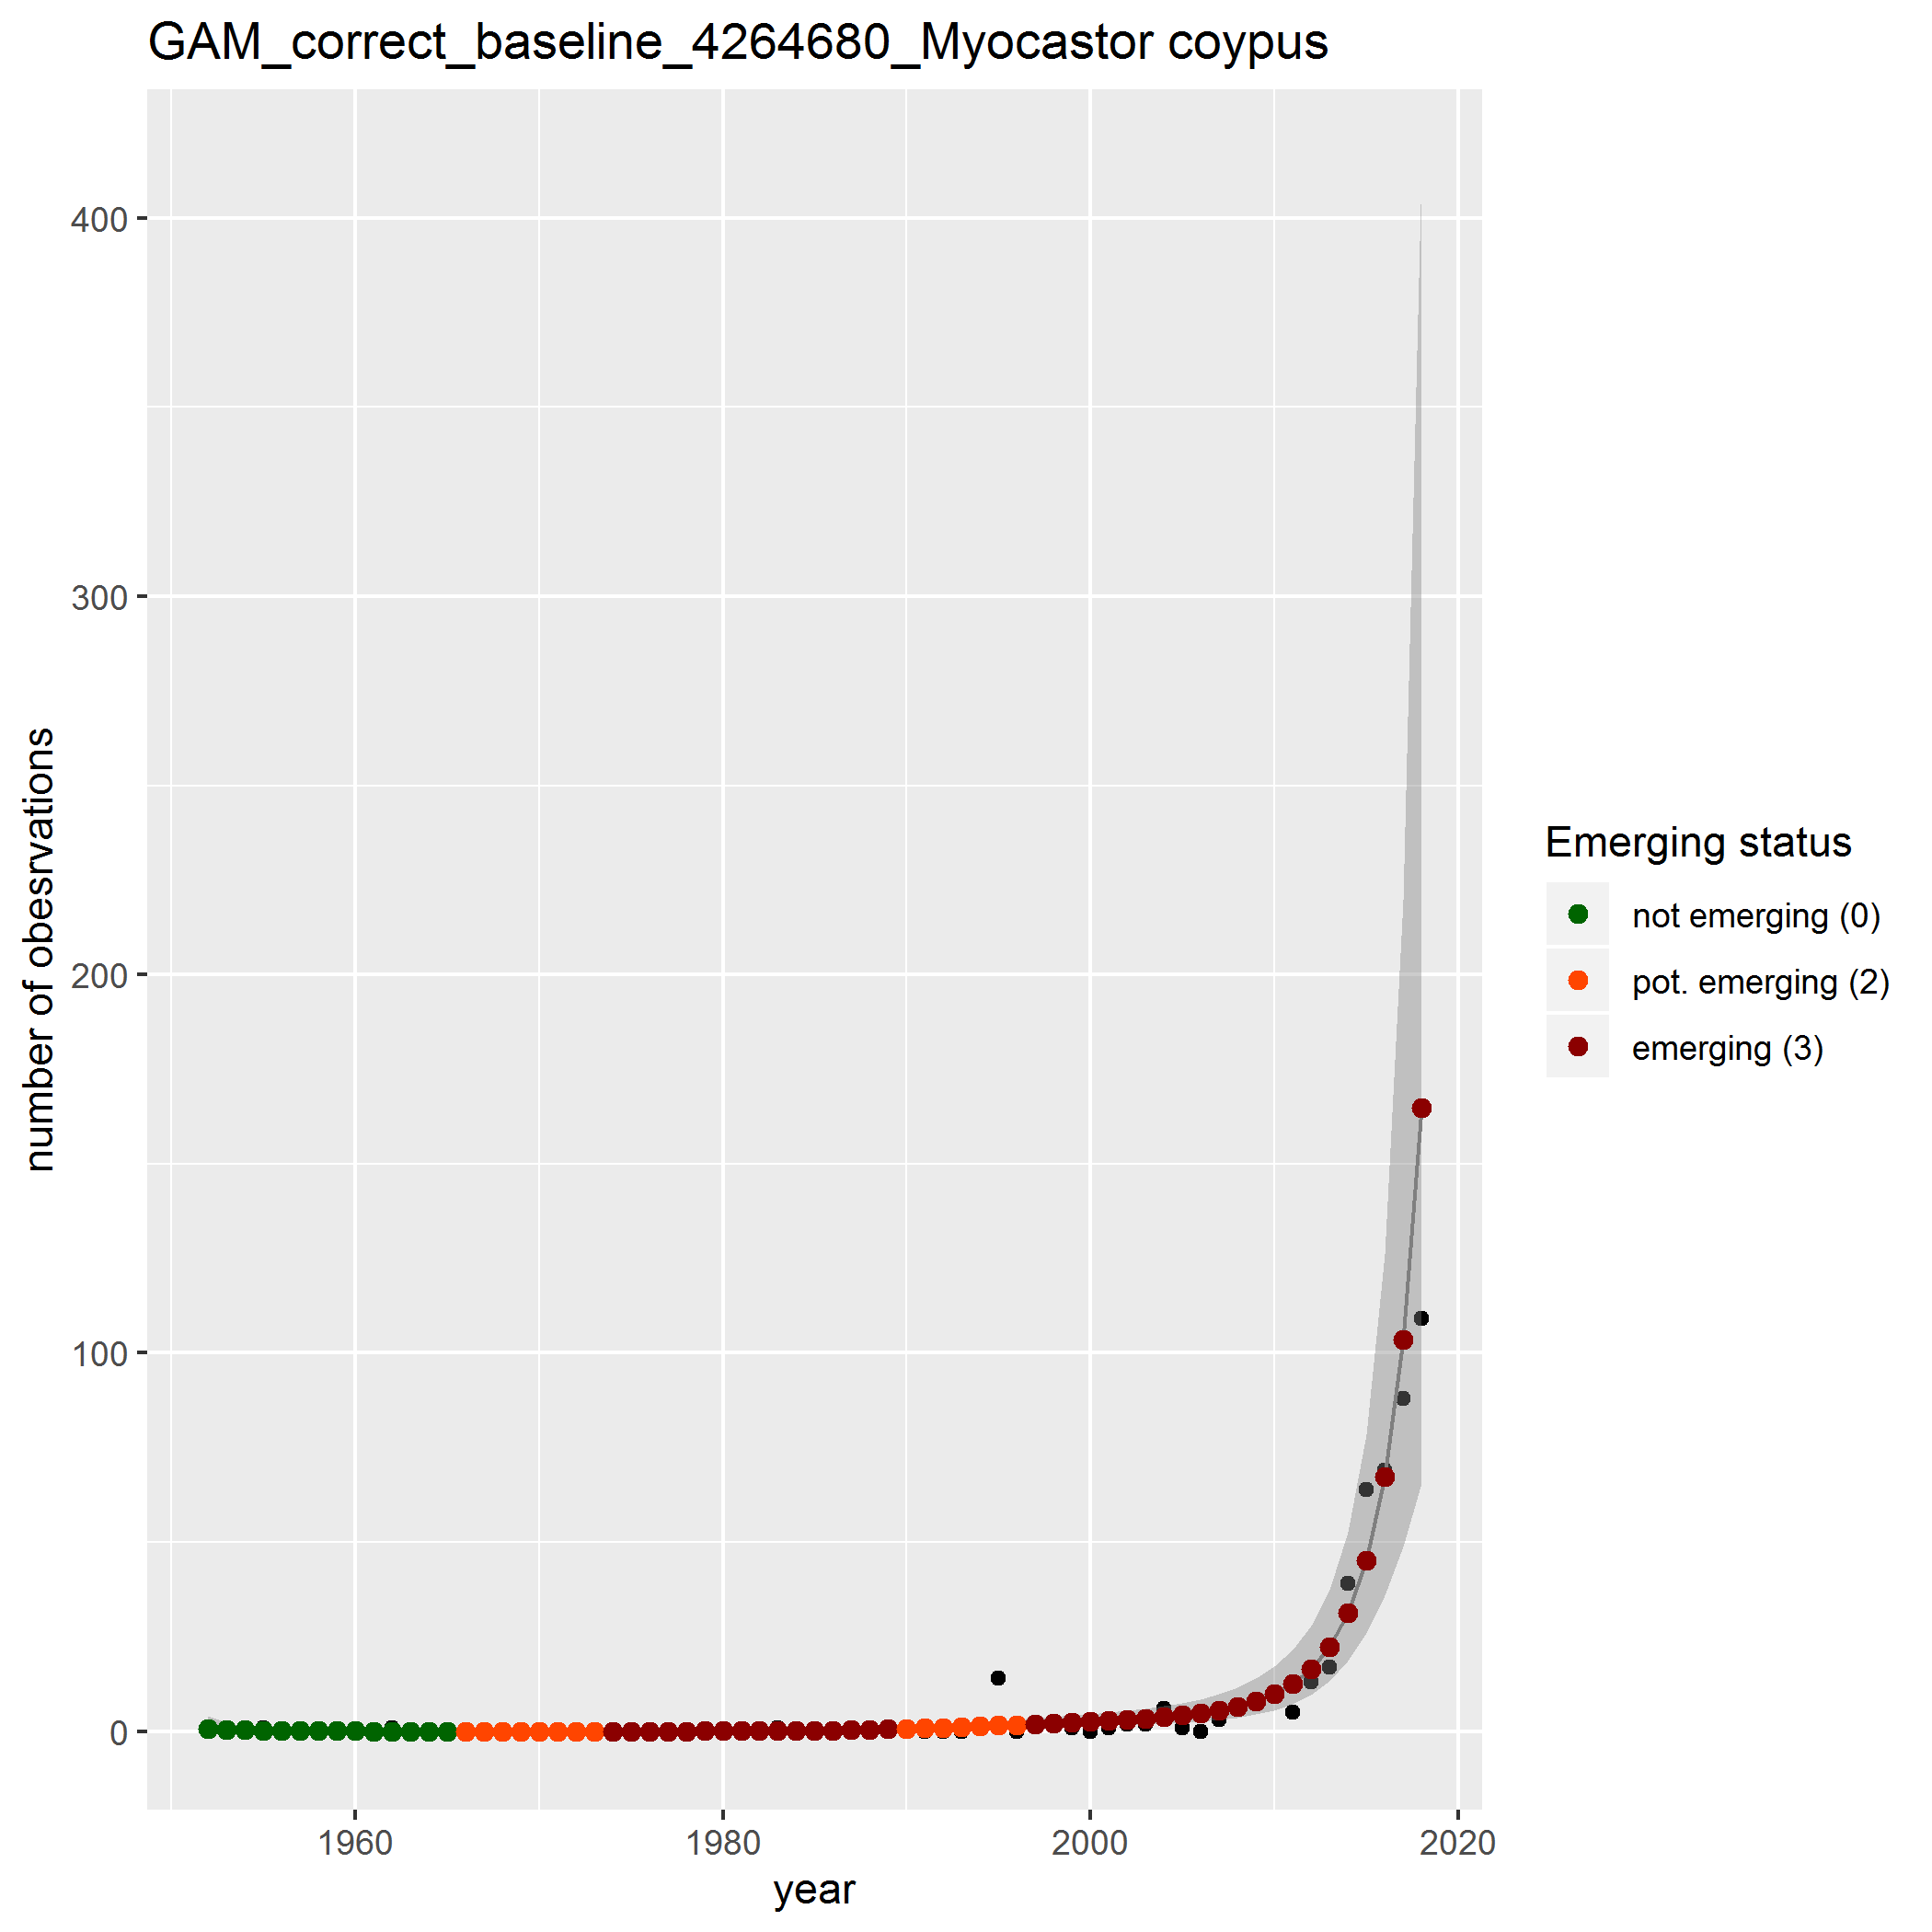 GAM_correct_baseline_4264680_Myocastor coypus
400
300
200
100
0
number of obesrvations
1960
1980
2000
2020
year
Emerging status
not emerging (0)
pot. emerging (2)
emerging (3)